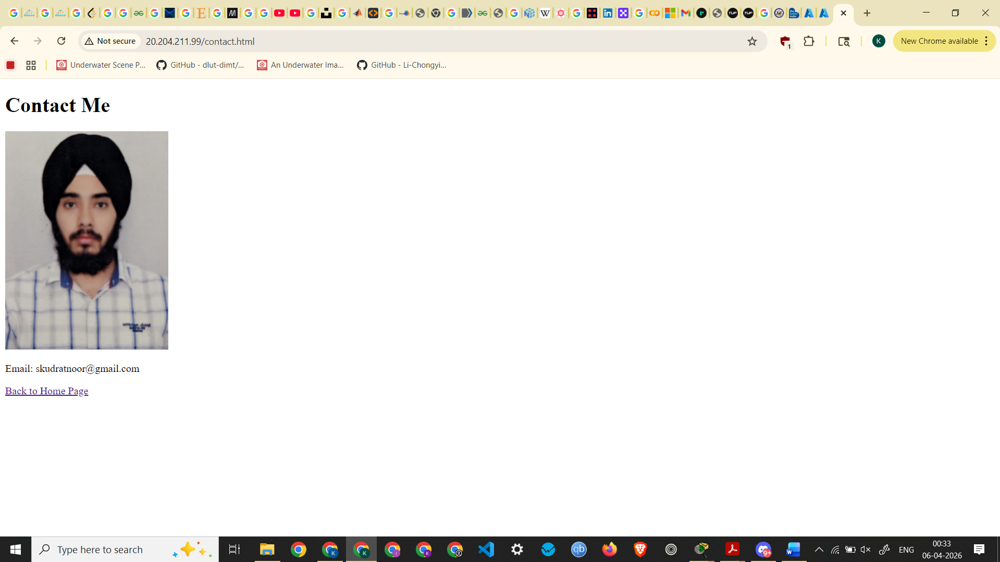 Not secure
20.204.211.99/contact.html
1
K
New Chrome available
Underwater Scene P...
GitHub - dlut-dimt/...
An Underwater Ima...
GitHub - Li-Chongyi...
Contact Me
Email: skudratnoor@gmail.com
Back to Home Page
Type here to search
ENG
00:33
06-04-2026